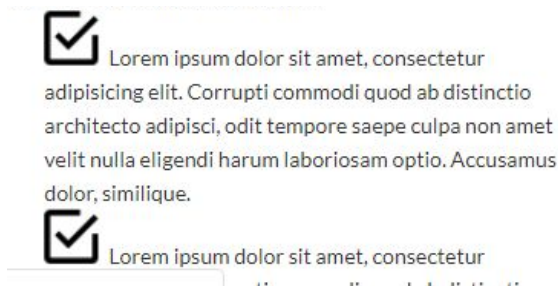 Lorem ipsum dolor sit amet, consectetur
adipisicing elit. Corrupti commodi quod ab distinctio
architecto adipisci, odit tempore saepe culpa non amet
velit nulla eligendi harum laboriosam optio. Accusamus
dolor, similique.
Lorem ipsum dolor sit amet, consectetur